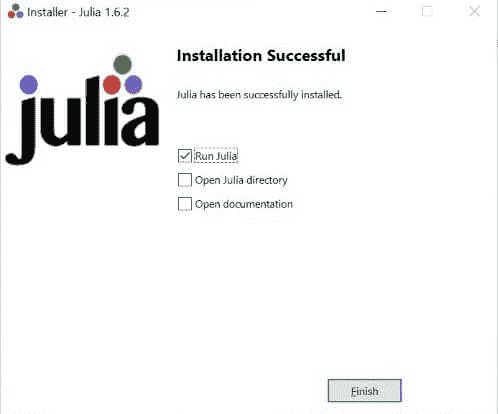 Installer - Julia 1.6.2
Installation Successful
julia
Julia has been successfully installed.
Run Julia
Open Julia directory
Open documentation
Finish